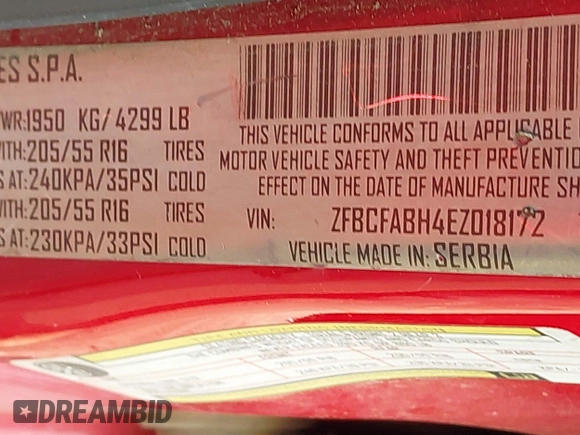 ES S.P.A.
WR:1950 KG/ 4299 LB
WITH:205/55 R16 TIRES
S AT:240KPA/35PSI COLD
WITH:205/55 R16 TIRES
S AT:230KPA/33PSI COLD
THIS VEHICLE CONFORMS TO ALL APPLICABLE
MOTOR VEHICLE SAFETY AND THEFT PREVENTIO
EFFECT ON THE DATE OF MANUFACTURE SH
VIN: ZFBCFABH4EZ018172
VEHICLE MADE IN: SERBIA
DREAMBID